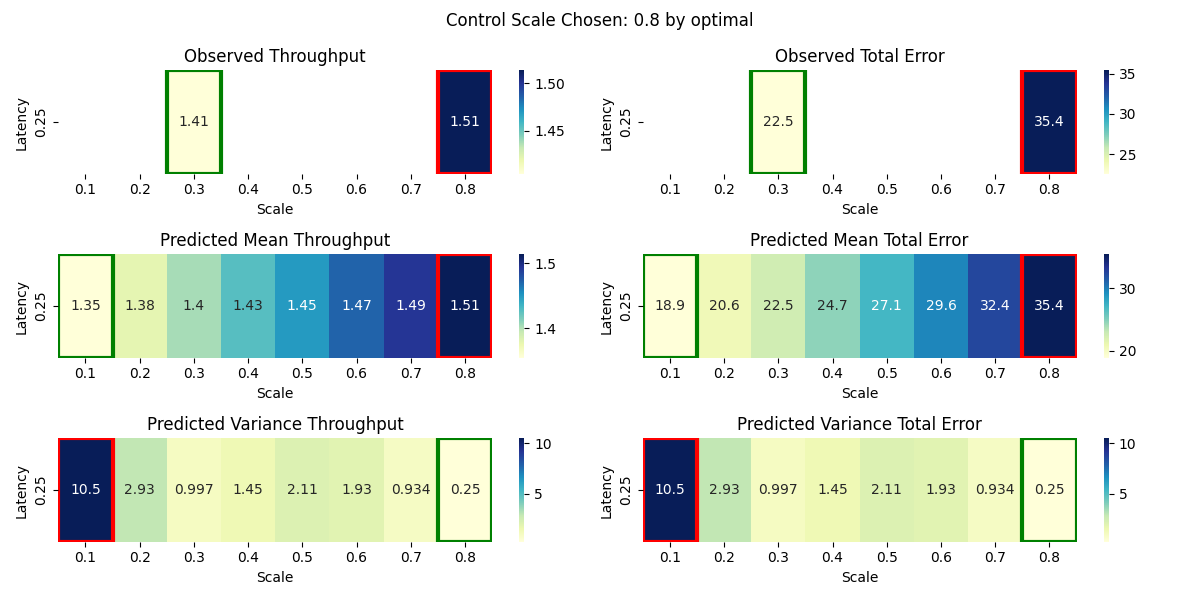 Control Scale Chosen: 0.8 by optimal
Observed Throughput
Latency
0.25
1.41
1.51
0.1 0.2 0.3 0.4 0.5 0.6 0.7 0.8
Scale
1.50
1.45
Observed Total Error
Latency
0.25
22.5
35.4
0.1 0.2 0.3 0.4 0.5 0.6 0.7 0.8
Scale
35
30
25
Predicted Mean Throughput
Latency
0.25
1.35 1.38 1.4 1.43 1.45 1.47 1.49 1.51
0.1 0.2 0.3 0.4 0.5 0.6 0.7 0.8
Scale
1.5
1.4
Predicted Mean Total Error
Latency
0.25
18.9 20.6 22.5 24.7 27.1 29.6 32.4 35.4
0.1 0.2 0.3 0.4 0.5 0.6 0.7 0.8
Scale
30
20
Predicted Variance Throughput
Latency
0.25
10.5 2.93 0.997 1.45 2.11 1.93 0.934 0.25
0.1 0.2 0.3 0.4 0.5 0.6 0.7 0.8
Scale
10
5
Predicted Variance Total Error
Latency
0.25
10.5 2.93 0.997 1.45 2.11 1.93 0.934 0.25
0.1 0.2 0.3 0.4 0.5 0.6 0.7 0.8
Scale
10
5